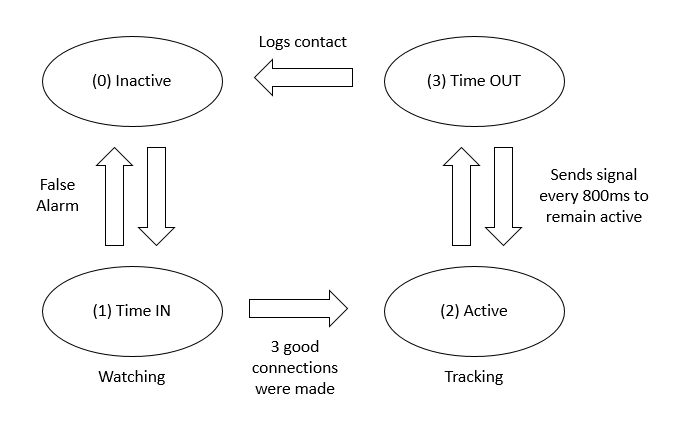 Logs contact
(0) Inactive
(3) Time OUT
False
Alarm
Sends signal
every 800ms to
remain active
(1) Time IN
(2) Active
3 good
connections
were made
Watching
Tracking